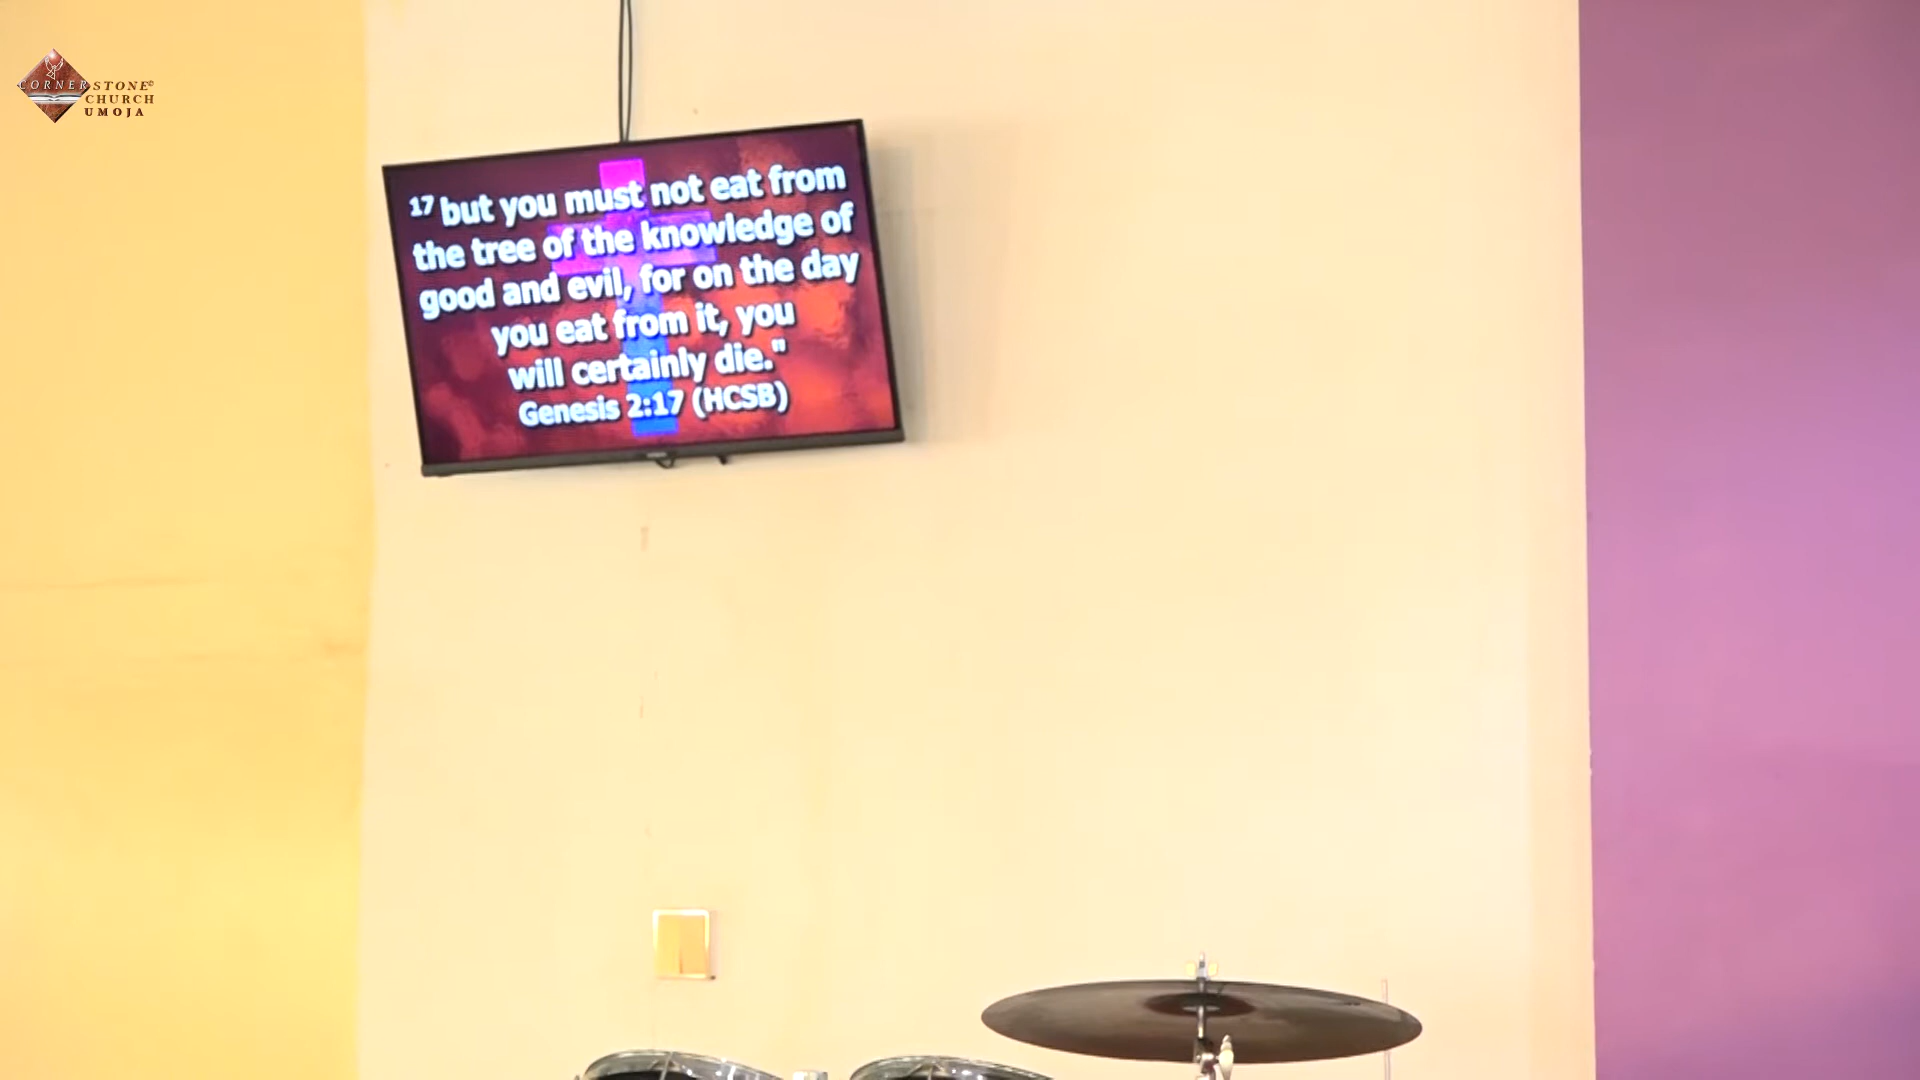 CORNERSTONE©
CHURCH
UMOJA
17 but you must not eat from
the tree of the knowledge of
good and evil, for on the day
you eat from it, you
will certainly die."
Genesis 2:17 (HCSB)